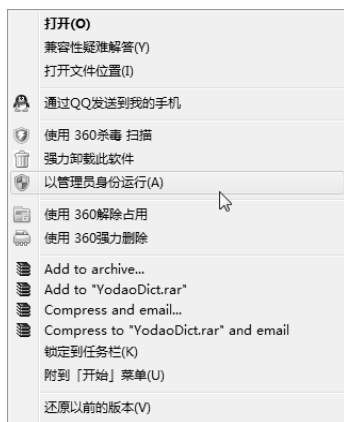 打开(O)
兼容性疑难解答(Y)
打开文件位置(I)
通过QQ发送到我的手机
使用 360杀毒 扫描
强力卸载此软件
以管理员身份运行(A)
使用 360解除占用
使用 360强力删除
Add to archive...
Add to "YodaoDict.rar"
Compress and email...
Compress to "YodaoDict.rar" and email
锁定到任务栏(K)
附到「开始」菜单(U)
还原以前的版本(V)